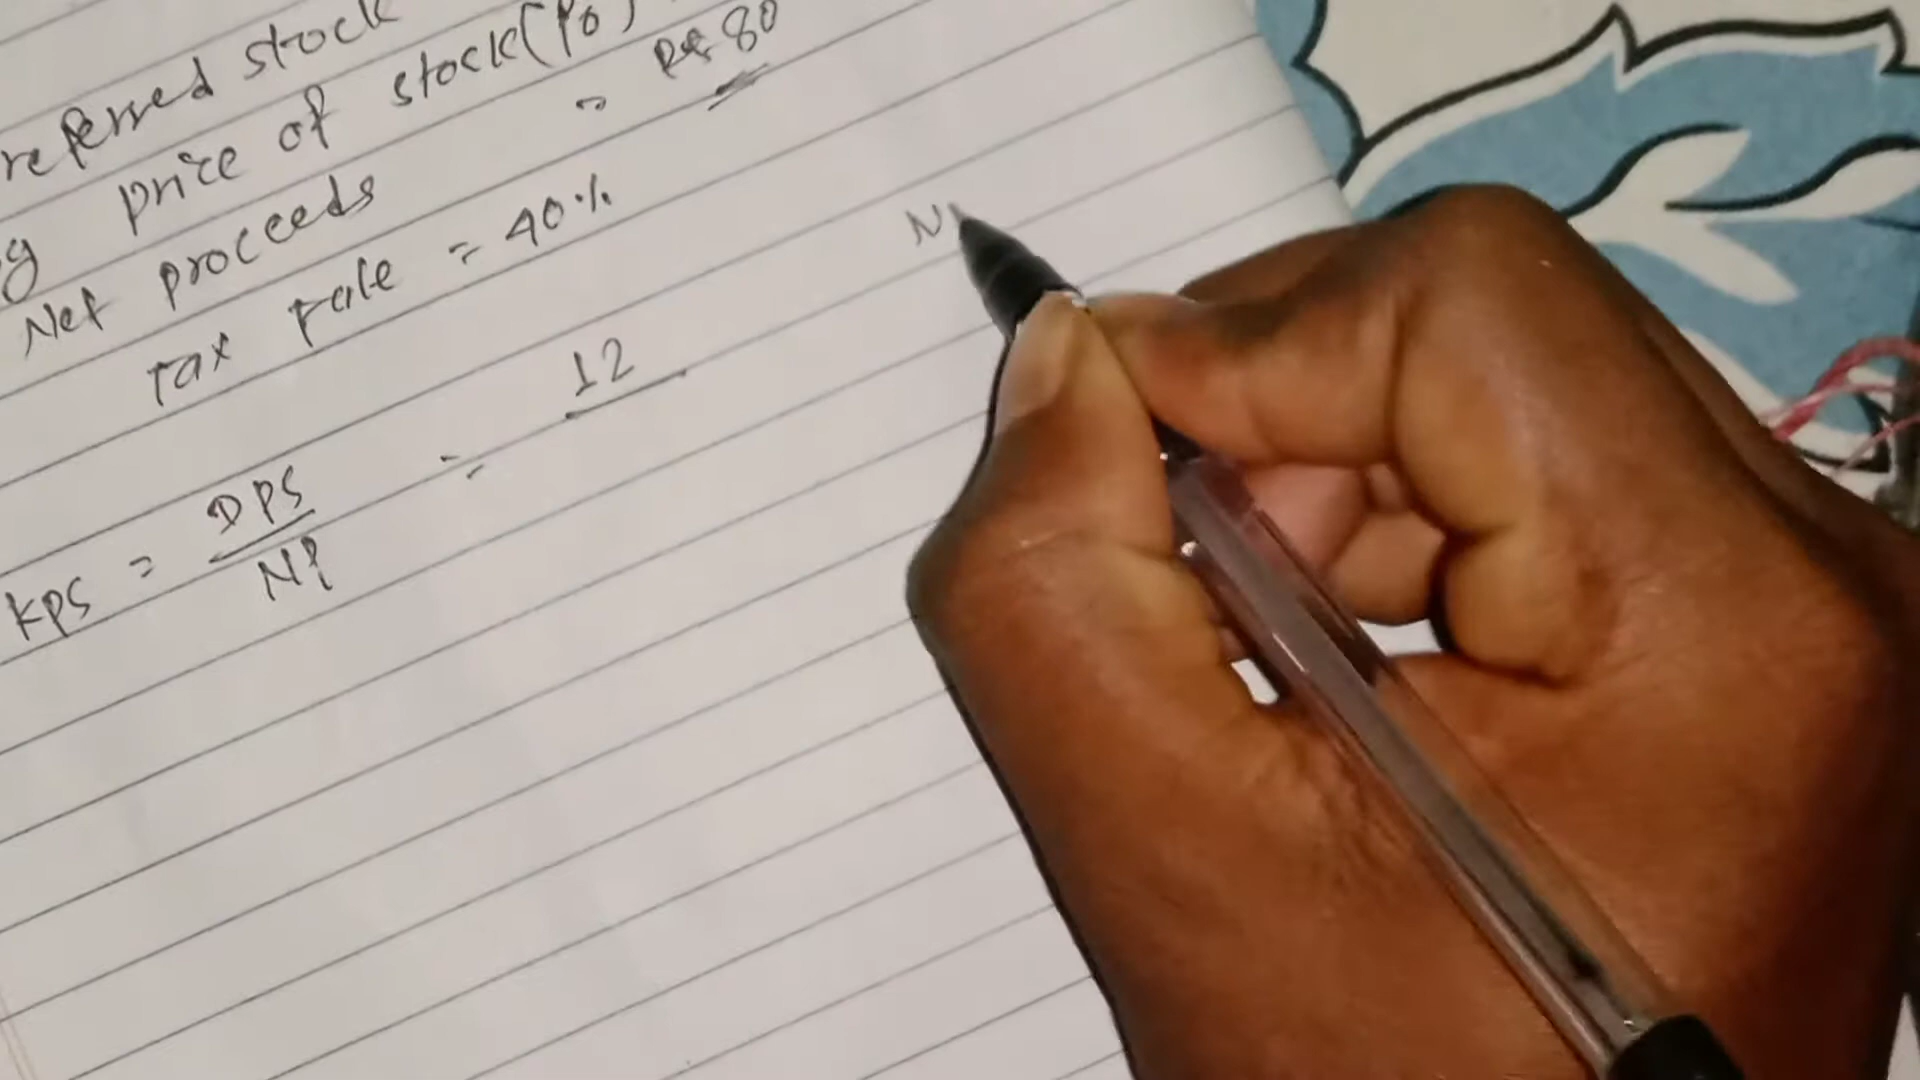 referred stock
g price of stock (P0)
Net proceeds = Rs 80
Tax rate = 40%
kps = DPS / NP = 12
N